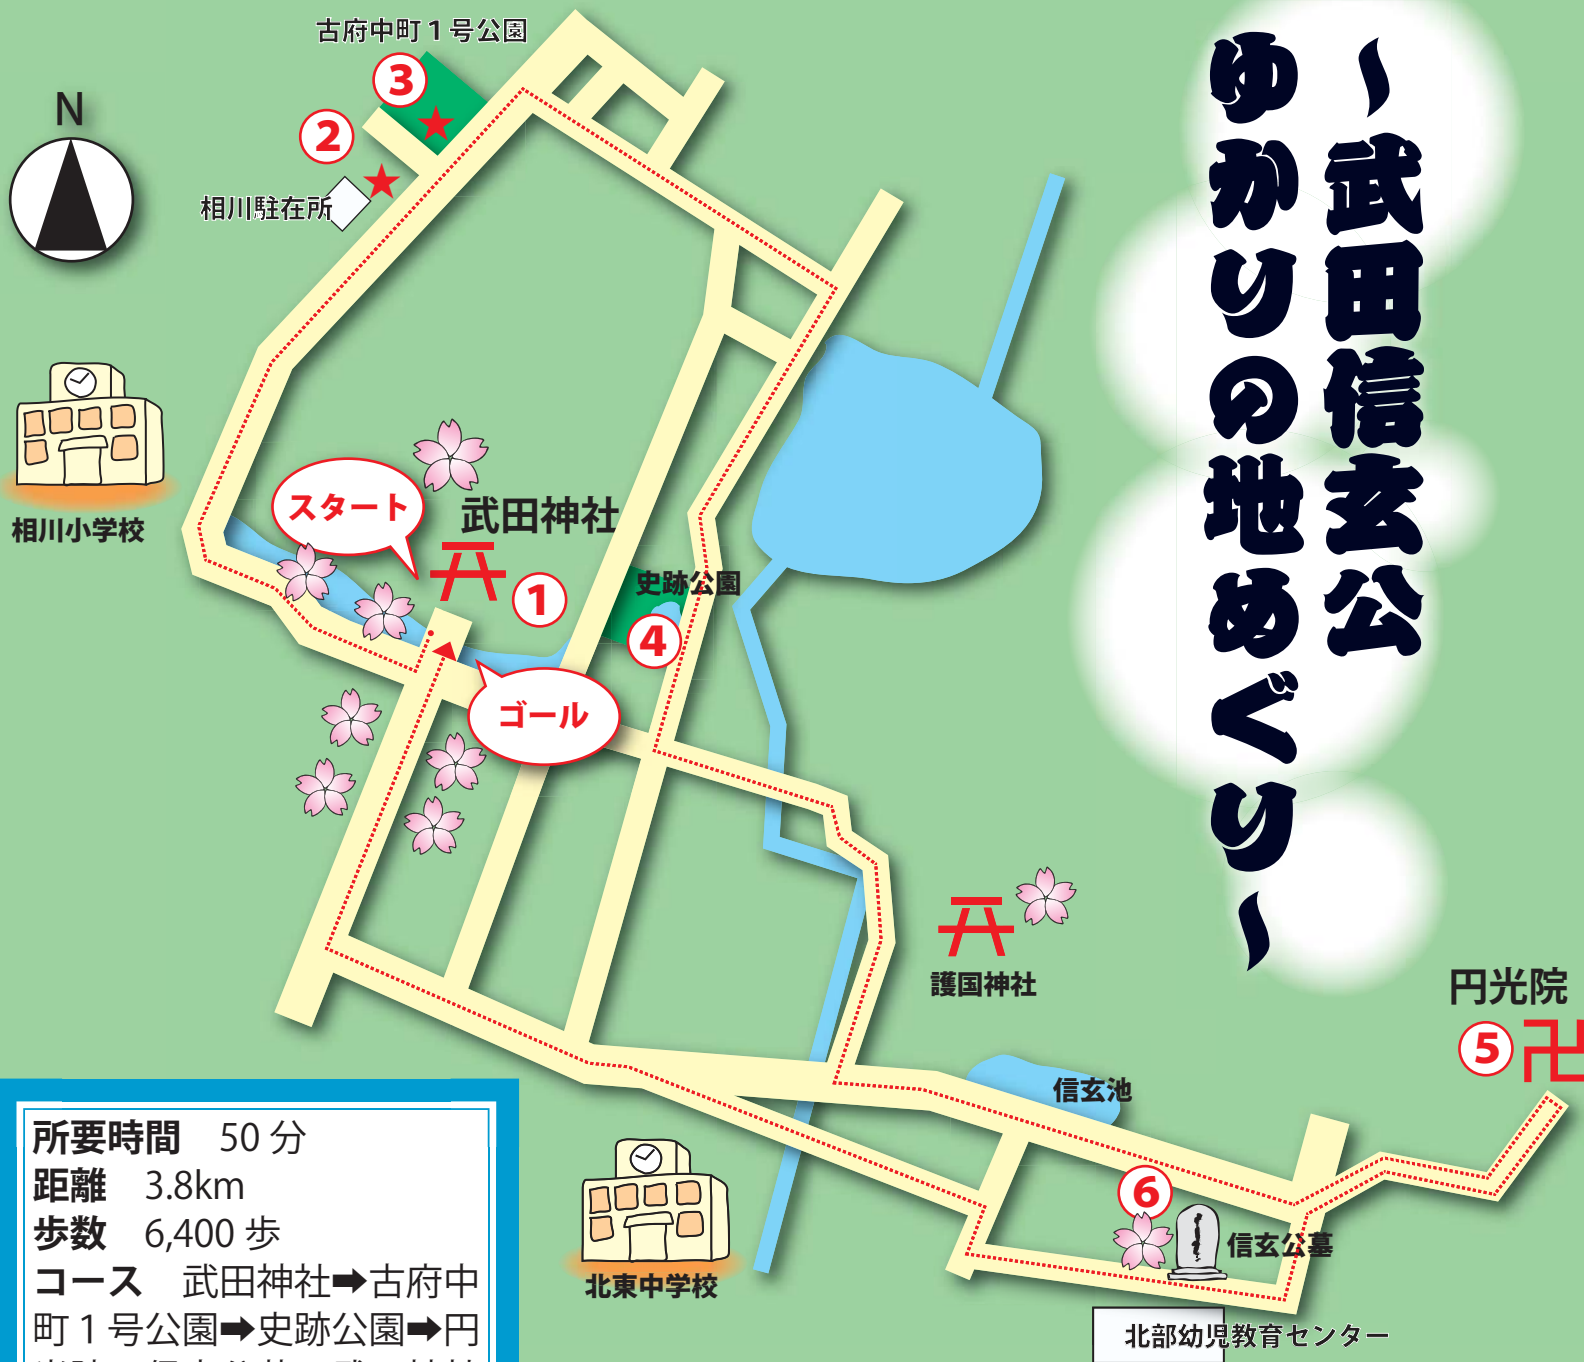 ～武田信玄公
ゆかりの地めぐり～
古府中町１号公園
③
②
N
相川駐在所
相川小学校
スタート
武田神社
①
史跡公園
④
ゴール
護国神社
円光院
⑤
信玄池
⑥
信玄公墓
北東中学校
北部幼児教育センター
所要時間　50 分
距離　3.8km
歩数　6,400 歩
コース　武田神社➡古府中
町１号公園➡史跡公園➡円